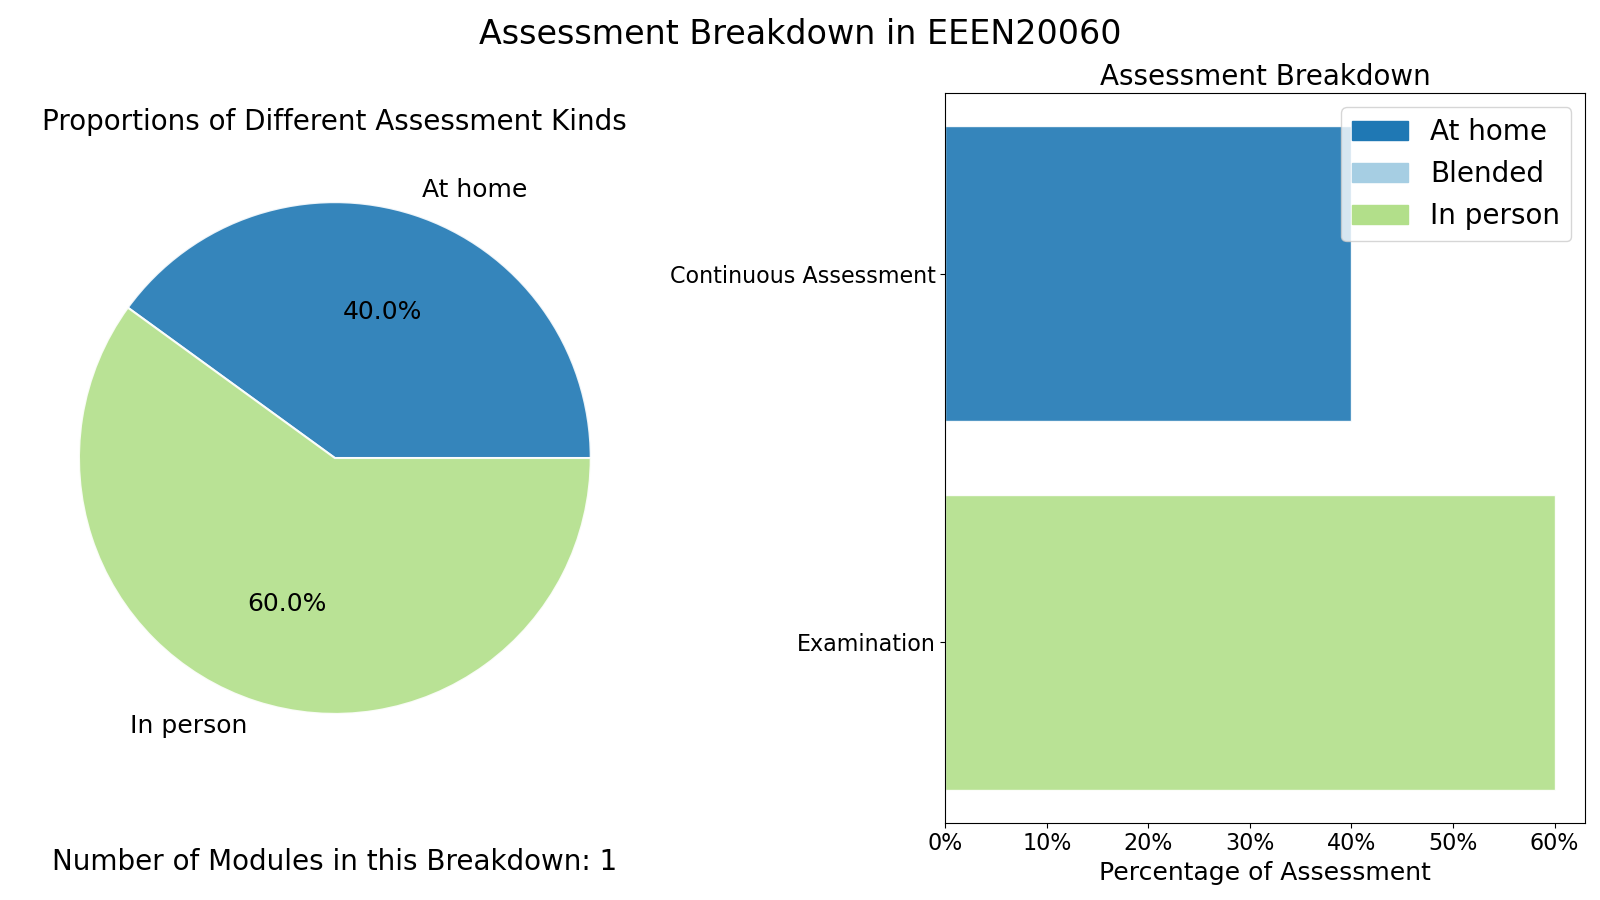 Assessment Breakdown in EEEN20060
Proportions of Different Assessment Kinds
At home
40.0%
60.0%
In person
Number of Modules in this Breakdown: 1
Assessment Breakdown
At home
Blended
In person
Continuous Assessment
Examination
0% 10% 20% 30% 40% 50% 60%
Percentage of Assessment